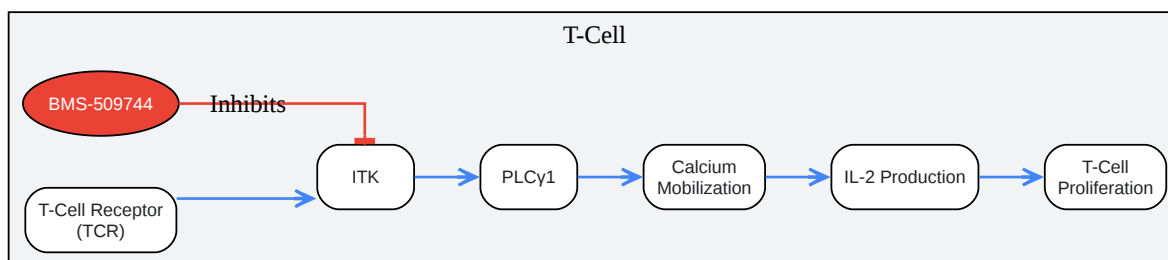 T-Cell
BMS-509744
Inhibits
ITK
PLCγ1
Calcium
Mobilization
IL-2 Production
T-Cell
Proliferation
T-Cell Receptor
(TCR)